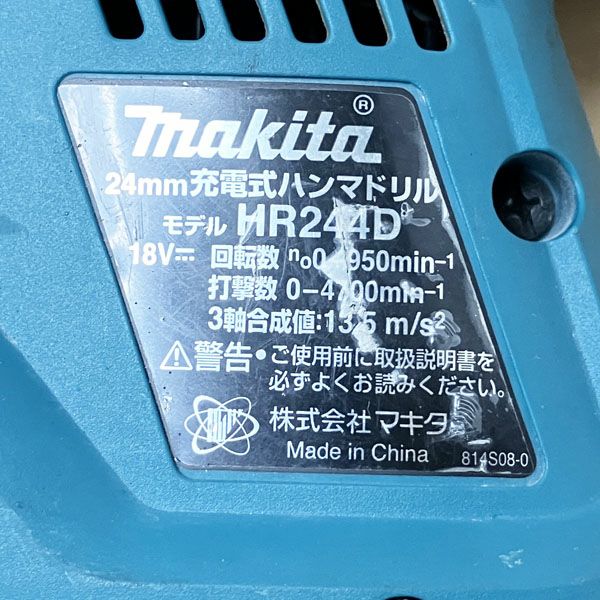 makita®
24mm充電式ハンマドリル
モデル HR244D
18V⎓ 回転数 n₀0-950min-1
打撃数 0-4700min-1
3軸合成値:13.5 m/s2
⚠警告●ご使用前に取扱説明書を
必ずよくお読みください。
株式会社マキタ
Made in China 814S08-0